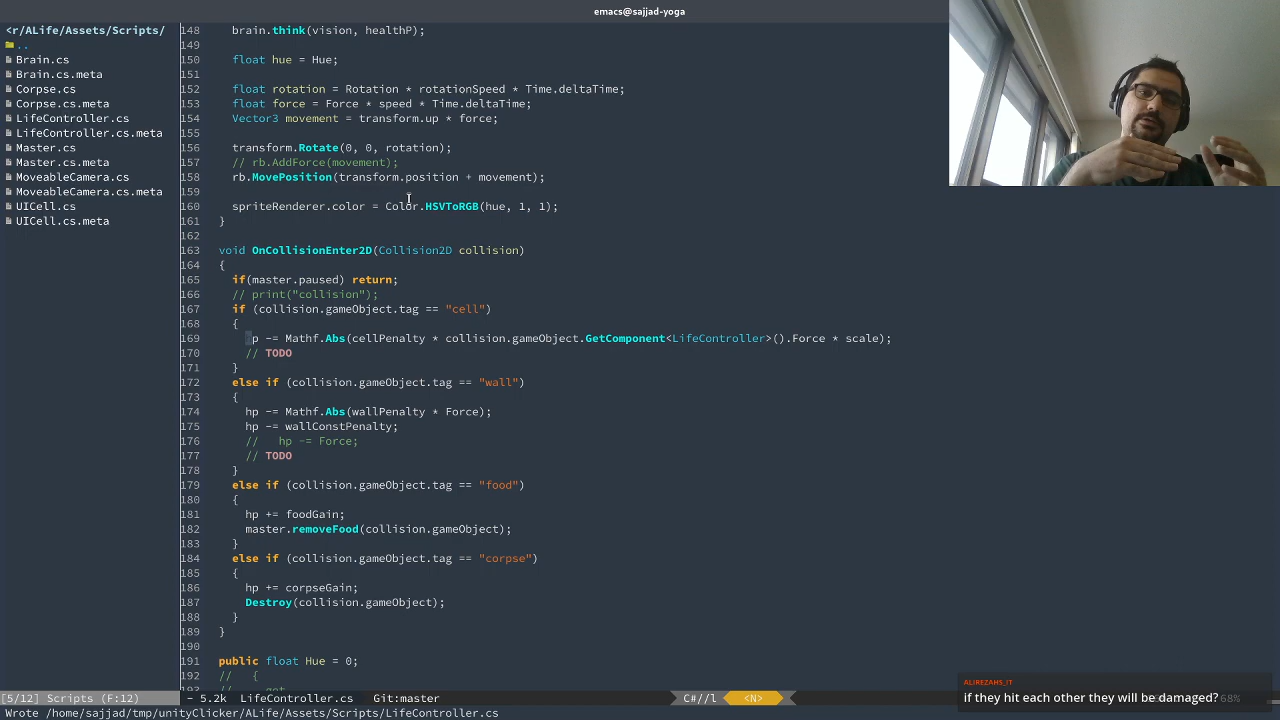 emacs@sajjad-yoga
<r/ALife/Assets/Scripts/
..
Brain.cs
Brain.cs.meta
Corpse.cs
Corpse.cs.meta
LifeController.cs
LifeController.cs.meta
Master.cs
Master.cs.meta
MoveableCamera.cs
MoveableCamera.cs.meta
UICell.cs
UICell.cs.meta
148 brain.think(vision, healthP);
149
150 float hue = Hue;
151
152 float rotation = Rotation * rotationSpeed * Time.deltaTime;
153 float force = Force * speed * Time.deltaTime;
154 Vector3 movement = transform.up * force;
155
156 transform.Rotate(0, 0, rotation);
157 // rb.AddForce(movement);
158 rb.MovePosition(transform.position + movement);
159
160 spriteRenderer.color = Color.HSVToRGB(hue, 1, 1);
161 }
162
163 void OnCollisionEnter2D(Collision2D collision)
164 {
165 if(master.paused) return;
166 // print("collision");
167 if (collision.gameObject.tag == "cell")
168 {
169 hp -= Mathf.Abs(cellPenalty * collision.gameObject.GetComponent<LifeController>().Force * scale);
170 // TODO
171 }
172 else if (collision.gameObject.tag == "wall")
173 {
174 hp -= Mathf.Abs(wallPenalty * Force);
175 hp -= wallConstPenalty;
176 //   hp -= Force;
177 // TODO
178 }
179 else if (collision.gameObject.tag == "food")
180 {
181 hp += foodGain;
182 master.removeFood(collision.gameObject);
183 }
184 else if (collision.gameObject.tag == "corpse")
185 {
186 hp += corpseGain;
187 Destroy(collision.gameObject);
188 }
189 }
190
191 public float Hue = 0;
192 //   {
[5/12] Scripts (F:12)
- 5.2k LifeController.cs Git:master
C#//l <N>
68%
ALIREZAHS_IT
if they hit each other they will be damaged?
Wrote /home/sajjad/tmp/unityClicker/ALife/Assets/Scripts/LifeController.cs